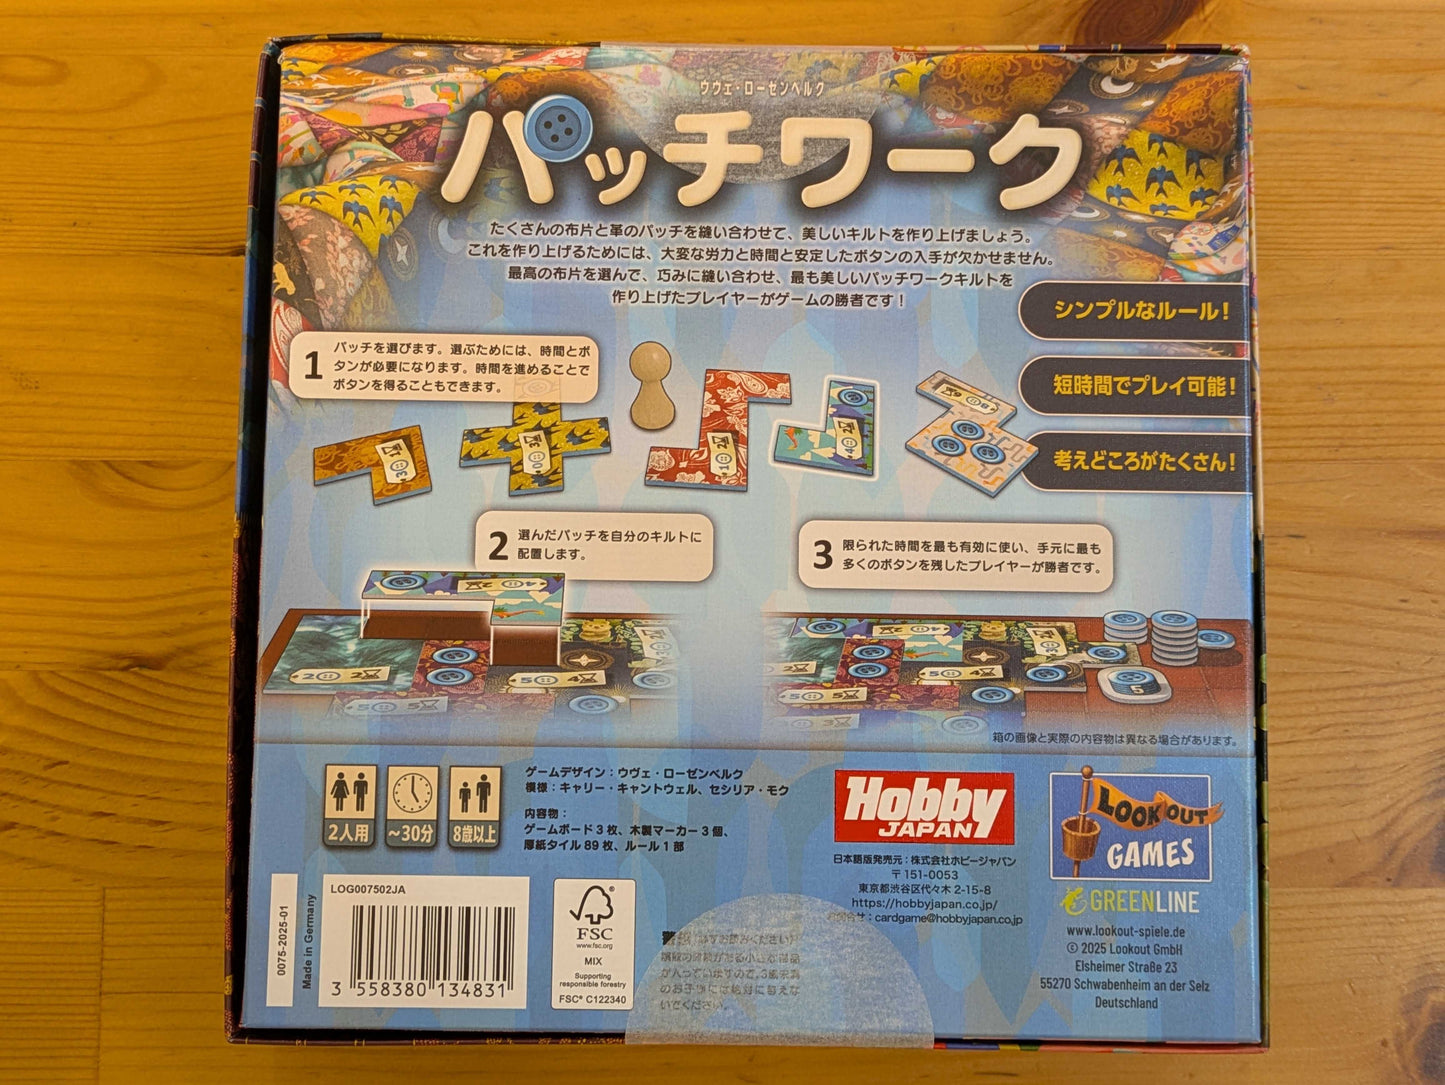 ウヴェ・ローゼンベルク
パッチワーク
たくさんの布片と革のパッチを縫い合わせて、美しいキルトを作り上げましょう。
これを作り上げるためには、大変な労力と時間と安定したボタンの入手が欠かせません。
最高の布片を選んで、巧みに縫い合わせ、最も美しいパッチワークキルトを
作り上げたプレイヤーがゲームの勝者です！
シンプルなルール！
短時間でプレイ可能！
考えどころがたくさん！
1
パッチを選びます。選ぶためには、時間とボ
タンが必要になります。時間を進めることで
ボタンを得ることもできます。
2
選んだパッチを自分のキルトに
配置します。
3
限られた時間を最も有効に使い、手元に最も
多くのボタンを残したプレイヤーが勝者です。
箱の画像と実際の内容物は異なる場合があります。
2人用
～30分
8歳以上
ゲームデザイン：ウヴェ・ローゼンベルク
模様：キャリー・キャントウェル、セシリア・モク
内容物：
ゲームボード3枚、木製マーカー3個、
厚紙タイル89枚、ルール1部
Hobby
JAPAN
日本語版発売元：株式会社ホビージャパン
〒151-0053
東京都渋谷区代々木 2-15-8
https://hobbyjapan.co.jp/
cardgame@hobbyjapan.co.jp
LOOKOUT
GAMES
GREENLINE
www.lookout-spiele.de
© 2025 Lookout GmbH
Elsheimer Straße 23
55270 Schwabenheim an der Selz
Deutschland
0075-2025-01
Made in Germany
LOG007502JA
3 558380 134831
FSC
www.fsc.org
MIX
Supporting
responsible forestry
FSC® C122340